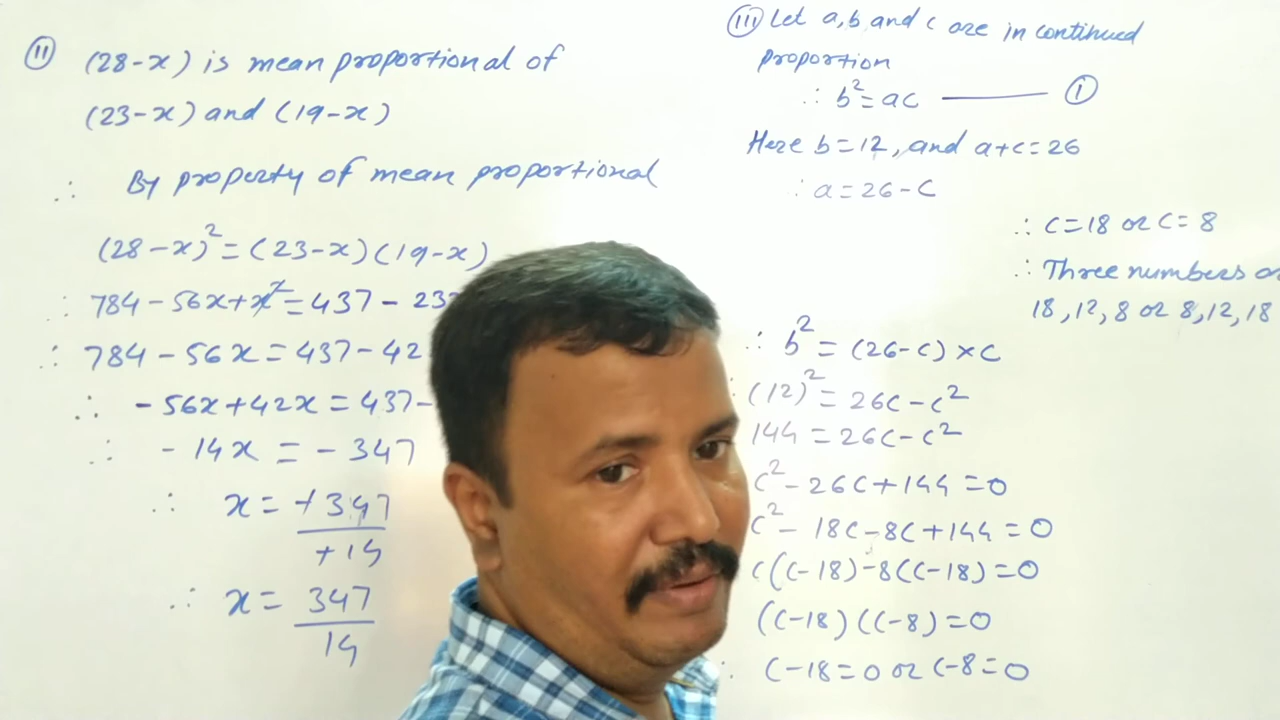 (11) (28-x) is mean proportional of
(23-x) and (19-x)
∴ By property of mean proportional
(28-x)² = (23-x)(19-x)
∴ 784-56x+x² = 437 - 23
∴ 784-56x = 437-42
∴ -56x+42x = 437-
∴ -14x = -347
∴ x = +347/+14
∴ x = 347/14
(111) Let a, b and c are in continued
proportion
∴ b² = ac —— (1)
Here b=12, and a+c=26
∴ a = 26-c
∴ b² = (26-c)×c
∴ (12)² = 26c-c²
144 = 26c-c²
c²-26c+144=0
c²-18c-8c+144=0
c(c-18)-8(c-18)=0
(c-18)(c-8)=0
∴ c-18=0 or c-8=0
∴ c=18 or c=8
∴ Three numbers
18, 12, 8 or 8, 12, 18